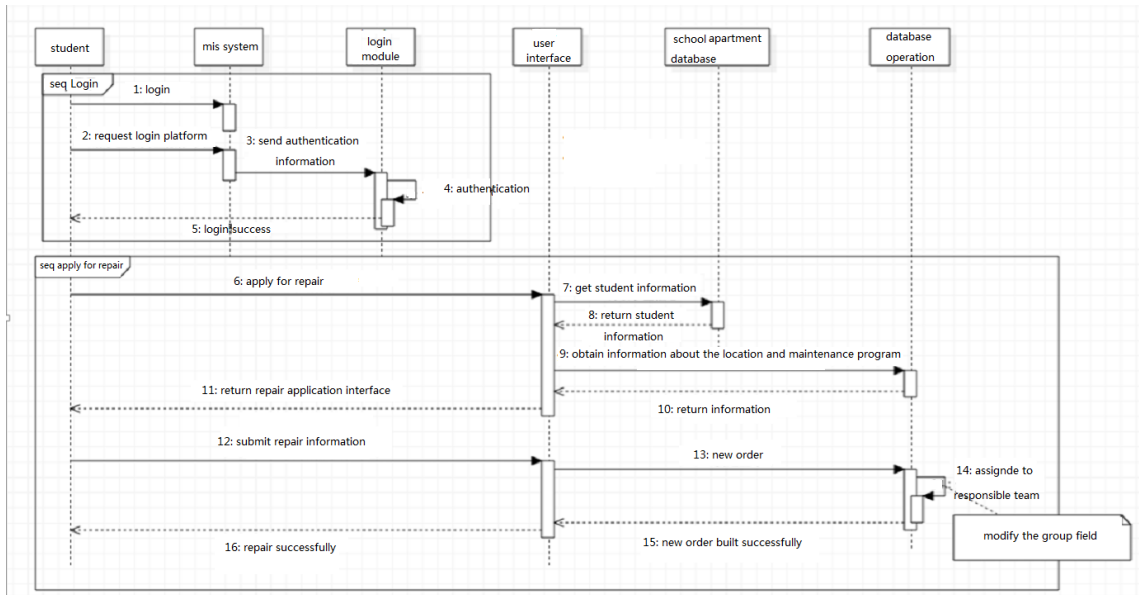 student
mis system
login
module
user
interface
school apartment
database
database
operation
seq Login
1: login
2: request login platform
3: send authentication
information
4: authentication
5: login success
seq apply for repair
6: apply for repair
7: get student information
8: return student
information
9: obtain information about the location and maintenance program
10: return information
11: return repair application interface
12: submit repair information
13: new order
14: assignde to
responsible team
modify the group field
15: new order built successfully
16: repair successfully